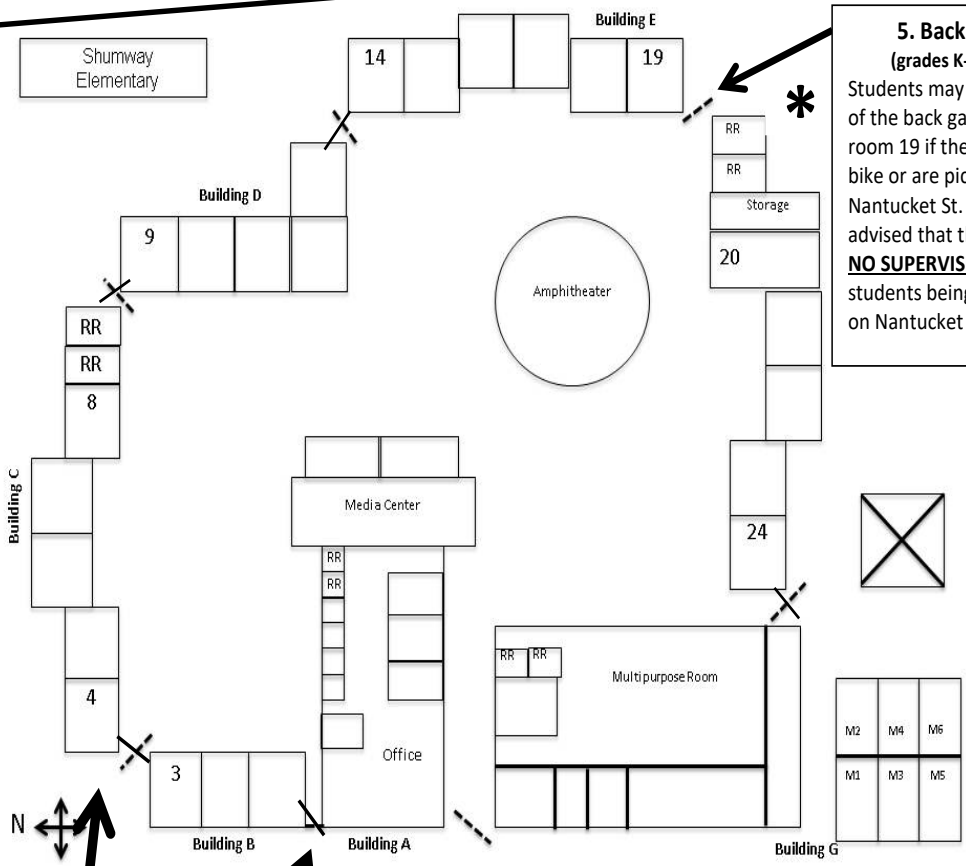 Building E
5. Back
(grades K-
Shumway
Elementary
14
19
Students may
of the back ga
room 19 if the
bike or are pic
Nantucket St.
advised that t
NO SUPERVIS
students being
on Nantucket
*
RR
RR
Storage
20
Building D
9
Amphitheater
RR
RR
8
Building C
Media Center
24
RR
RR
RR RR
Multipurpose Room
4
Office
M2 M4 M6
M1 M3 M5
3
N
Building B
Building A
Building G